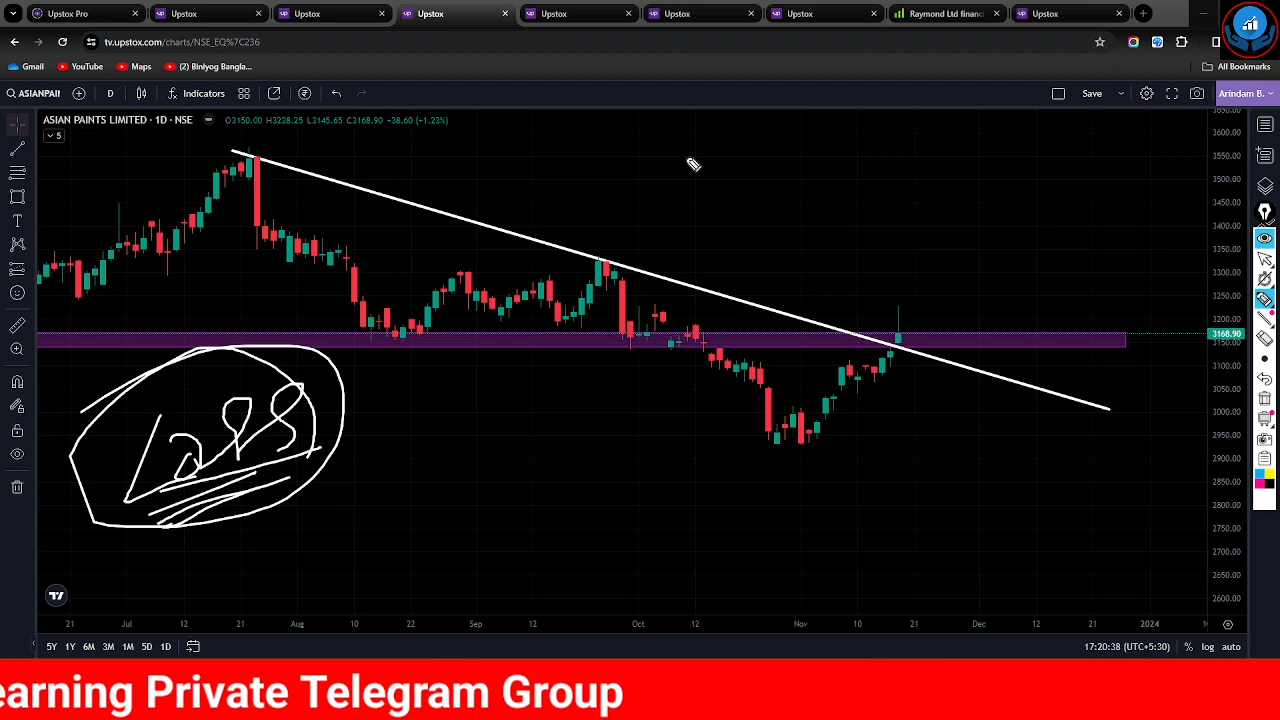 Upstox Pro
Upstox
Upstox
Upstox
Upstox
Upstox
Upstox
Raymond Ltd financi
Upstox
tv.upstox.com/charts/NSE_EQ%7C236
Gmail
YouTube
Maps
(2) Biniyog Bangla...
All Bookmarks
ASIANPAI
D
Indicators
Save
Arindam B.
ASIAN PAINTS LIMITED · 1D · NSE
O3150.00 H3228.25 L3145.65 C3168.90 −38.60 (−1.23%)
5
3650.00
3600.00
3550.00
3500.00
3450.00
3400.00
3350.00
3300.00
3250.00
3200.00
3168.90
3150.00
3100.00
3050.00
3000.00
2950.00
2900.00
2850.00
2800.00
2750.00
2700.00
2650.00
2600.00
21 Jul 12 21 Aug 10 22 Sep 12 Oct 12 Nov 10 21 Dec 12 21 2024
5Y 1Y 6M 3M 1M 5D 1D
17:20:38 (UTC+5:30) % log auto
earning Private Telegram Group